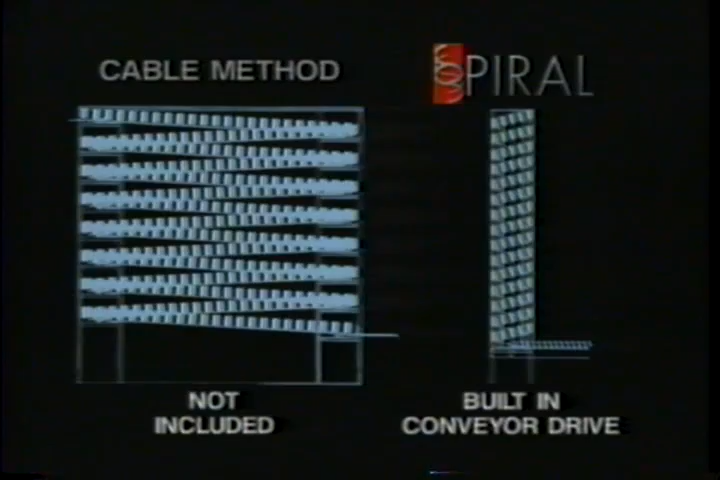 CABLE METHOD
SPIRAL
NOT
INCLUDED
BUILT IN
CONVEYOR DRIVE